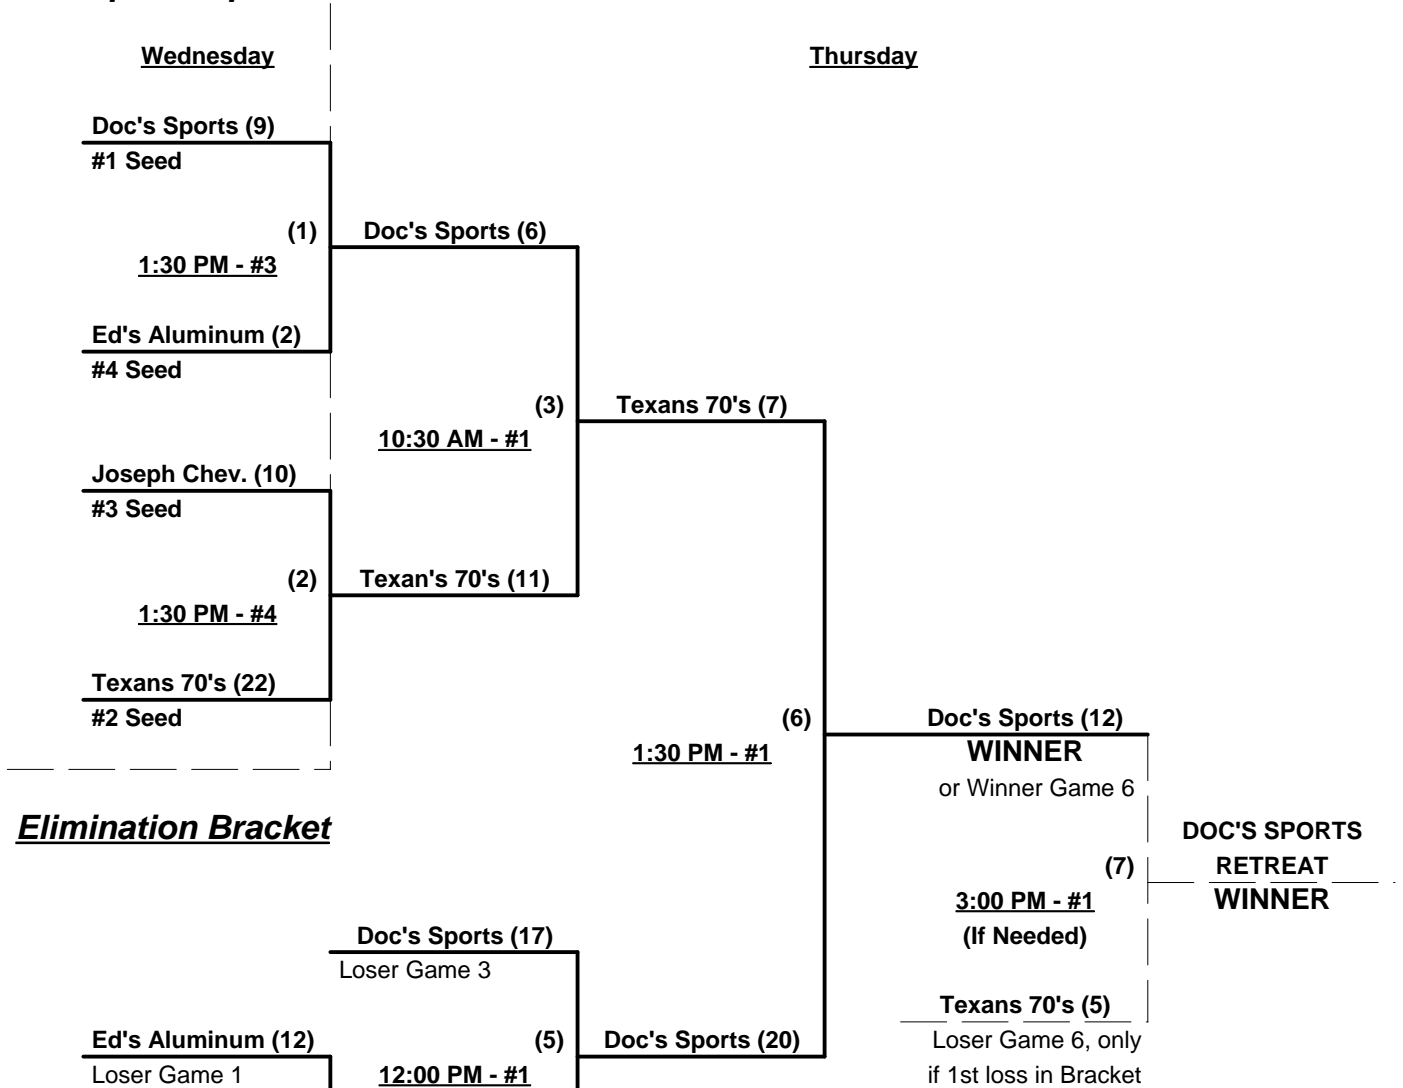 Wednesday
Thursday
Doc's Sports (9)
#1 Seed
(1)
Doc's Sports (6)
1:30 PM - #3
Ed's Aluminum (2)
#4 Seed
(3)
Texans 70's (7)
10:30 AM - #1
Joseph Chev. (10)
#3 Seed
(2)
Texan's 70's (11)
1:30 PM - #4
Texans 70's (22)
#2 Seed
(6)
Doc's Sports (12)
1:30 PM - #1
WINNER
or Winner Game 6
Elimination Bracket
DOC'S SPORTS
(7)
RETREAT
3:00 PM - #1
WINNER
(If Needed)
Doc's Sports (17)
Loser Game 3
Texans 70's (5)
Ed's Aluminum (12)
(5)
Doc's Sports (20)
Loser Game 6, only
Loser Game 1
12:00 PM - #1
if 1st loss in Bracket